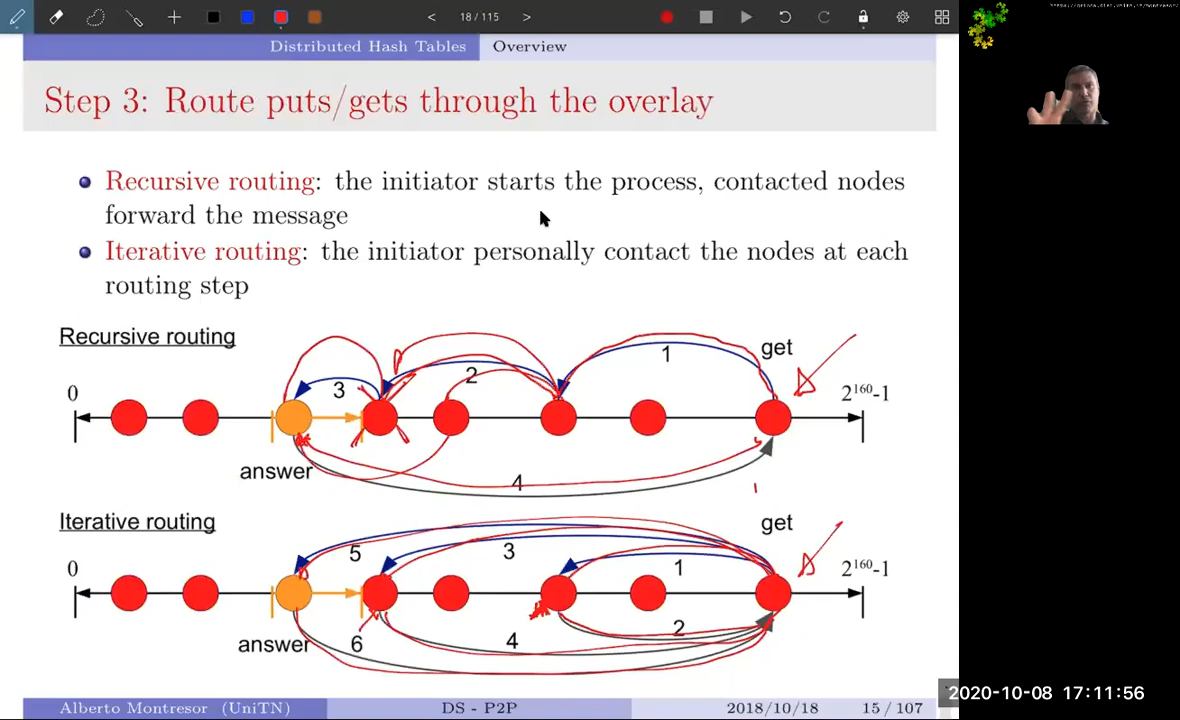 18 / 115
Distributed Hash Tables Overview
Step 3: Route puts/gets through the overlay
Recursive routing: the initiator starts the process, contacted nodes
forward the message
Iterative routing: the initiator personally contact the nodes at each
routing step
Recursive routing
get
1
2
3
0
2160-1
answer
4
Iterative routing
get
5
3
1
0
2160-1
answer
6
4
2
Alberto Montresor (UniTN) DS - P2P 2018/10/18 15 / 107
2020-10-08 17:11:56